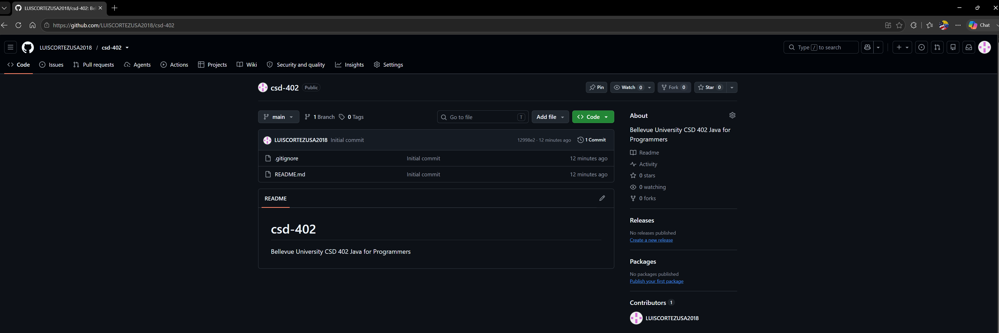 LUISCORTEZUSA2018/csd-402: Bel
https://github.com/LUISCORTEZUSA2018/csd-402
Chat
LUISCORTEZUSA2018 / csd-402
Type / to search
Code Issues Pull requests Agents Actions Projects Wiki Security and quality Insights Settings
csd-402 Public
Pin Watch 0 Fork 0 Star 0
main 1 Branch 0 Tags Go to file T Add file Code
LUISCORTEZUSA2018 Initial commit 12998e2 · 12 minutes ago 1 Commit
.gitignore Initial commit 12 minutes ago
README.md Initial commit 12 minutes ago
README
csd-402
Bellevue University CSD 402 Java for Programmers
About
Bellevue University CSD 402 Java for
Programmers
Readme
Activity
0 stars
0 watching
0 forks
Releases
No releases published
Create a new release
Packages
No packages published
Publish your first package
Contributors 1
LUISCORTEZUSA2018